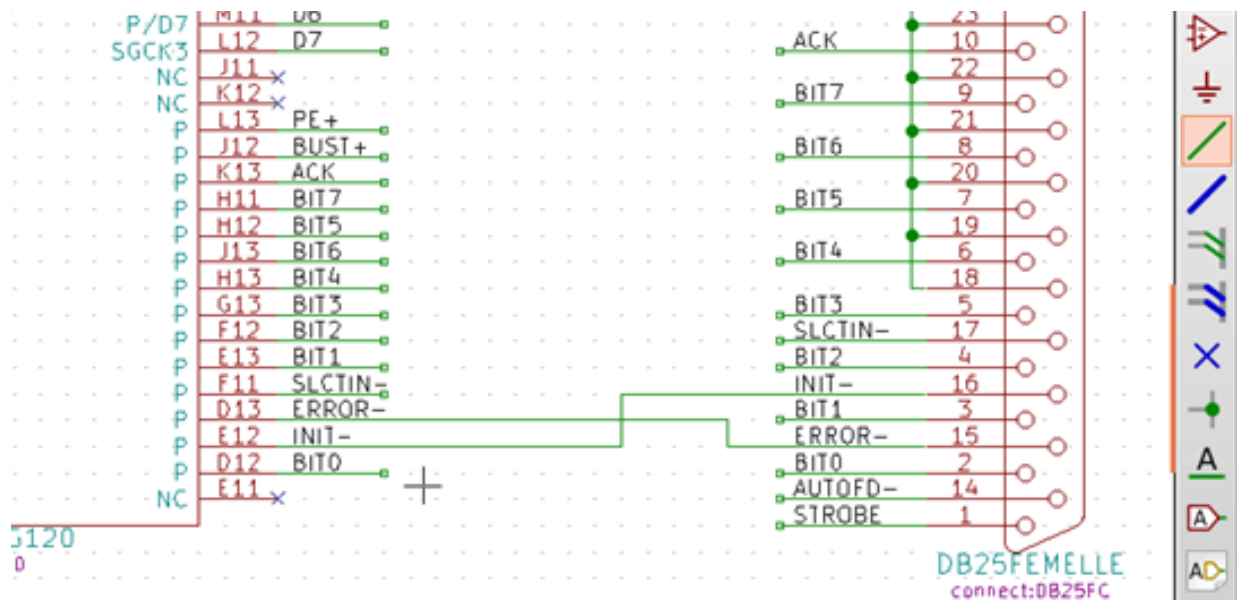 P/D7 M11 D6
SGCK3 L12 D7
NC J11
NC K12
P L13 PE+
P J12 BUST+
P K13 ACK
P H11 BIT7
P H12 BIT5
P J13 BIT6
P H13 BIT4
P G13 BIT3
P F12 BIT2
P E13 BIT1
P F11 SLCTIN-
P D13 ERROR-
P E12 INIT-
P D12 BIT0
NC E11
23
ACK 10
22
BIT7 9
21
BIT6 8
20
BIT5 7
19
BIT4 6
18
BIT3 5
SLCTIN- 17
BIT2 4
INIT- 16
BIT1 3
ERROR- 15
BIT0 2
AUTOFD- 14
STROBE 1
DB25FEMELLE
connect:DB25FC
A
A
A